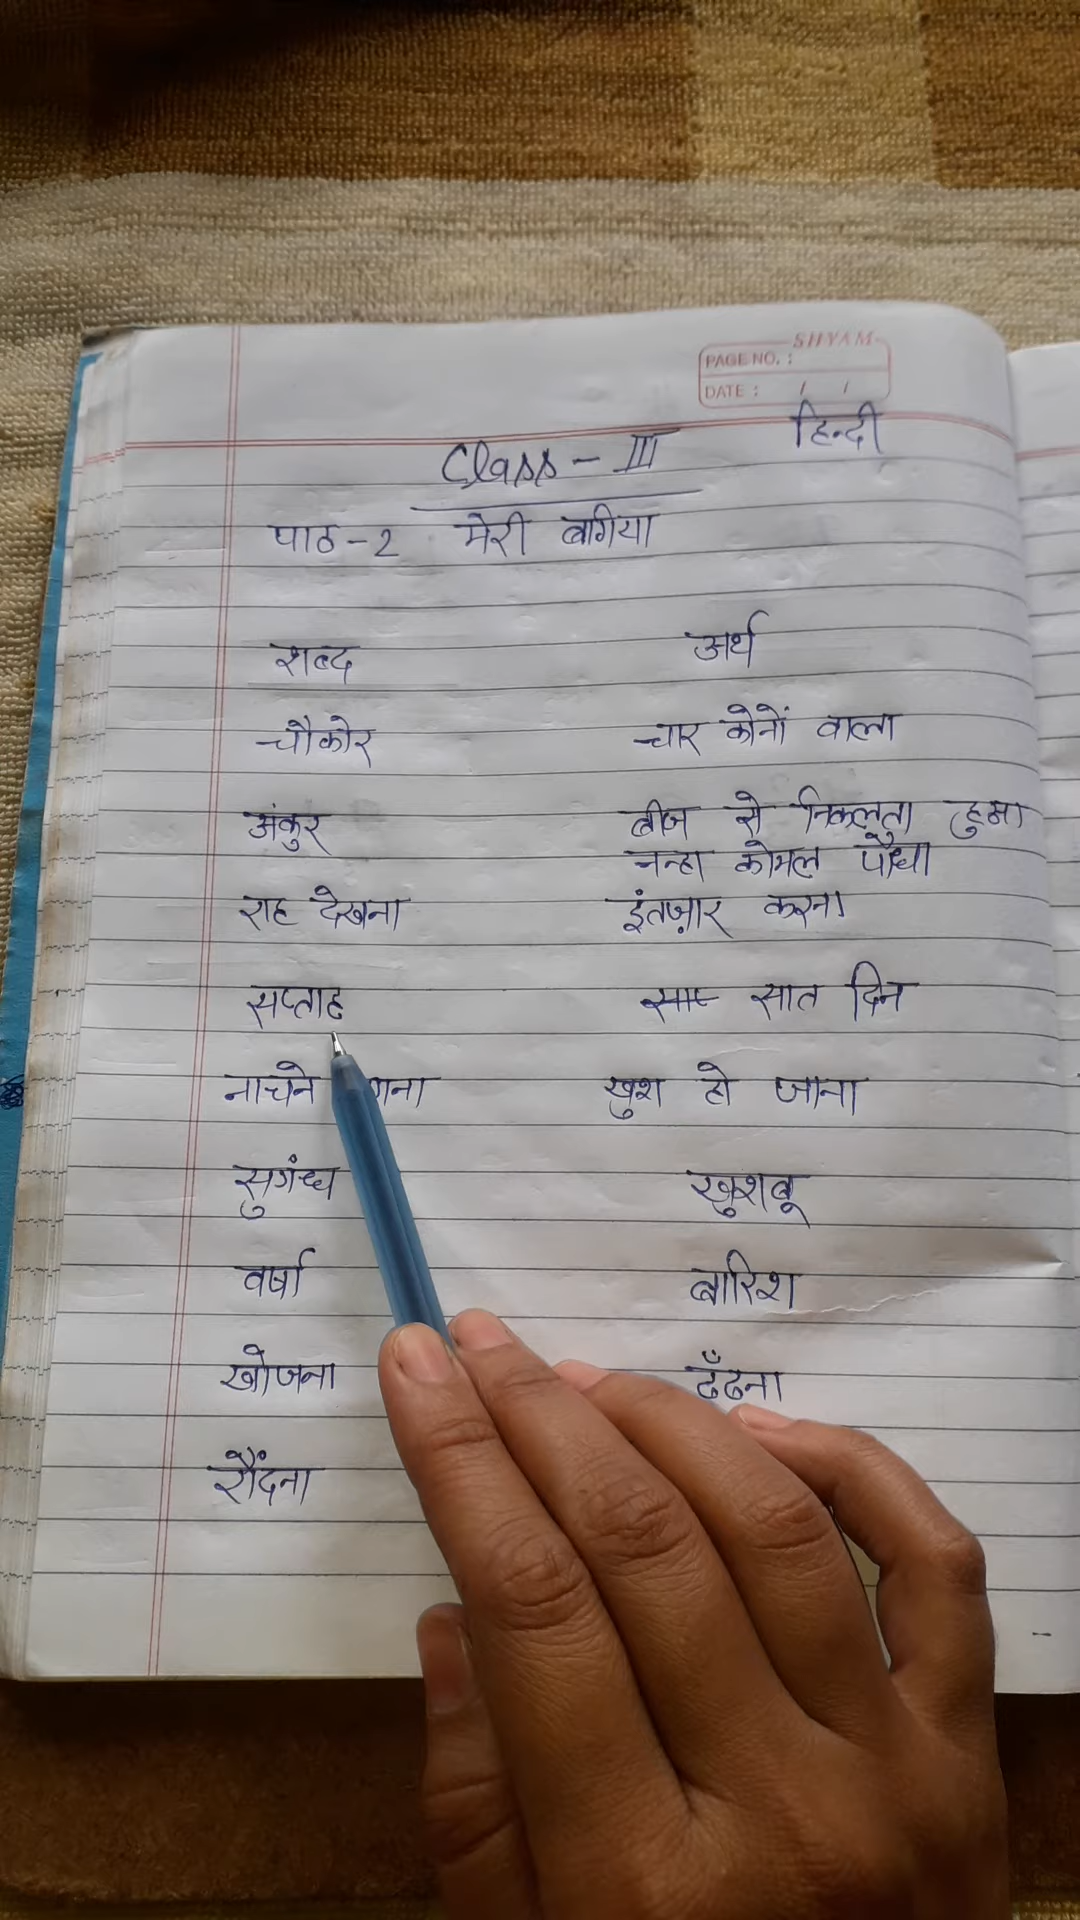 SHYAM
PAGE NO. :
DATE : / /
हिन्दी
Class - III
पाठ-2 मेरी बगिया
शब्द अर्थ
चौकोर चार कोनों वाला
अंकुर बीज से निकलता हुआ
नन्हा कोमल पौधा
राह देखना इंतज़ार करना
सप्ताह सात दिन
नाचने खुश हो जाना
सुगंध खुशबू
वर्षा बारिश
खोजना ढूँढना
रौंदना